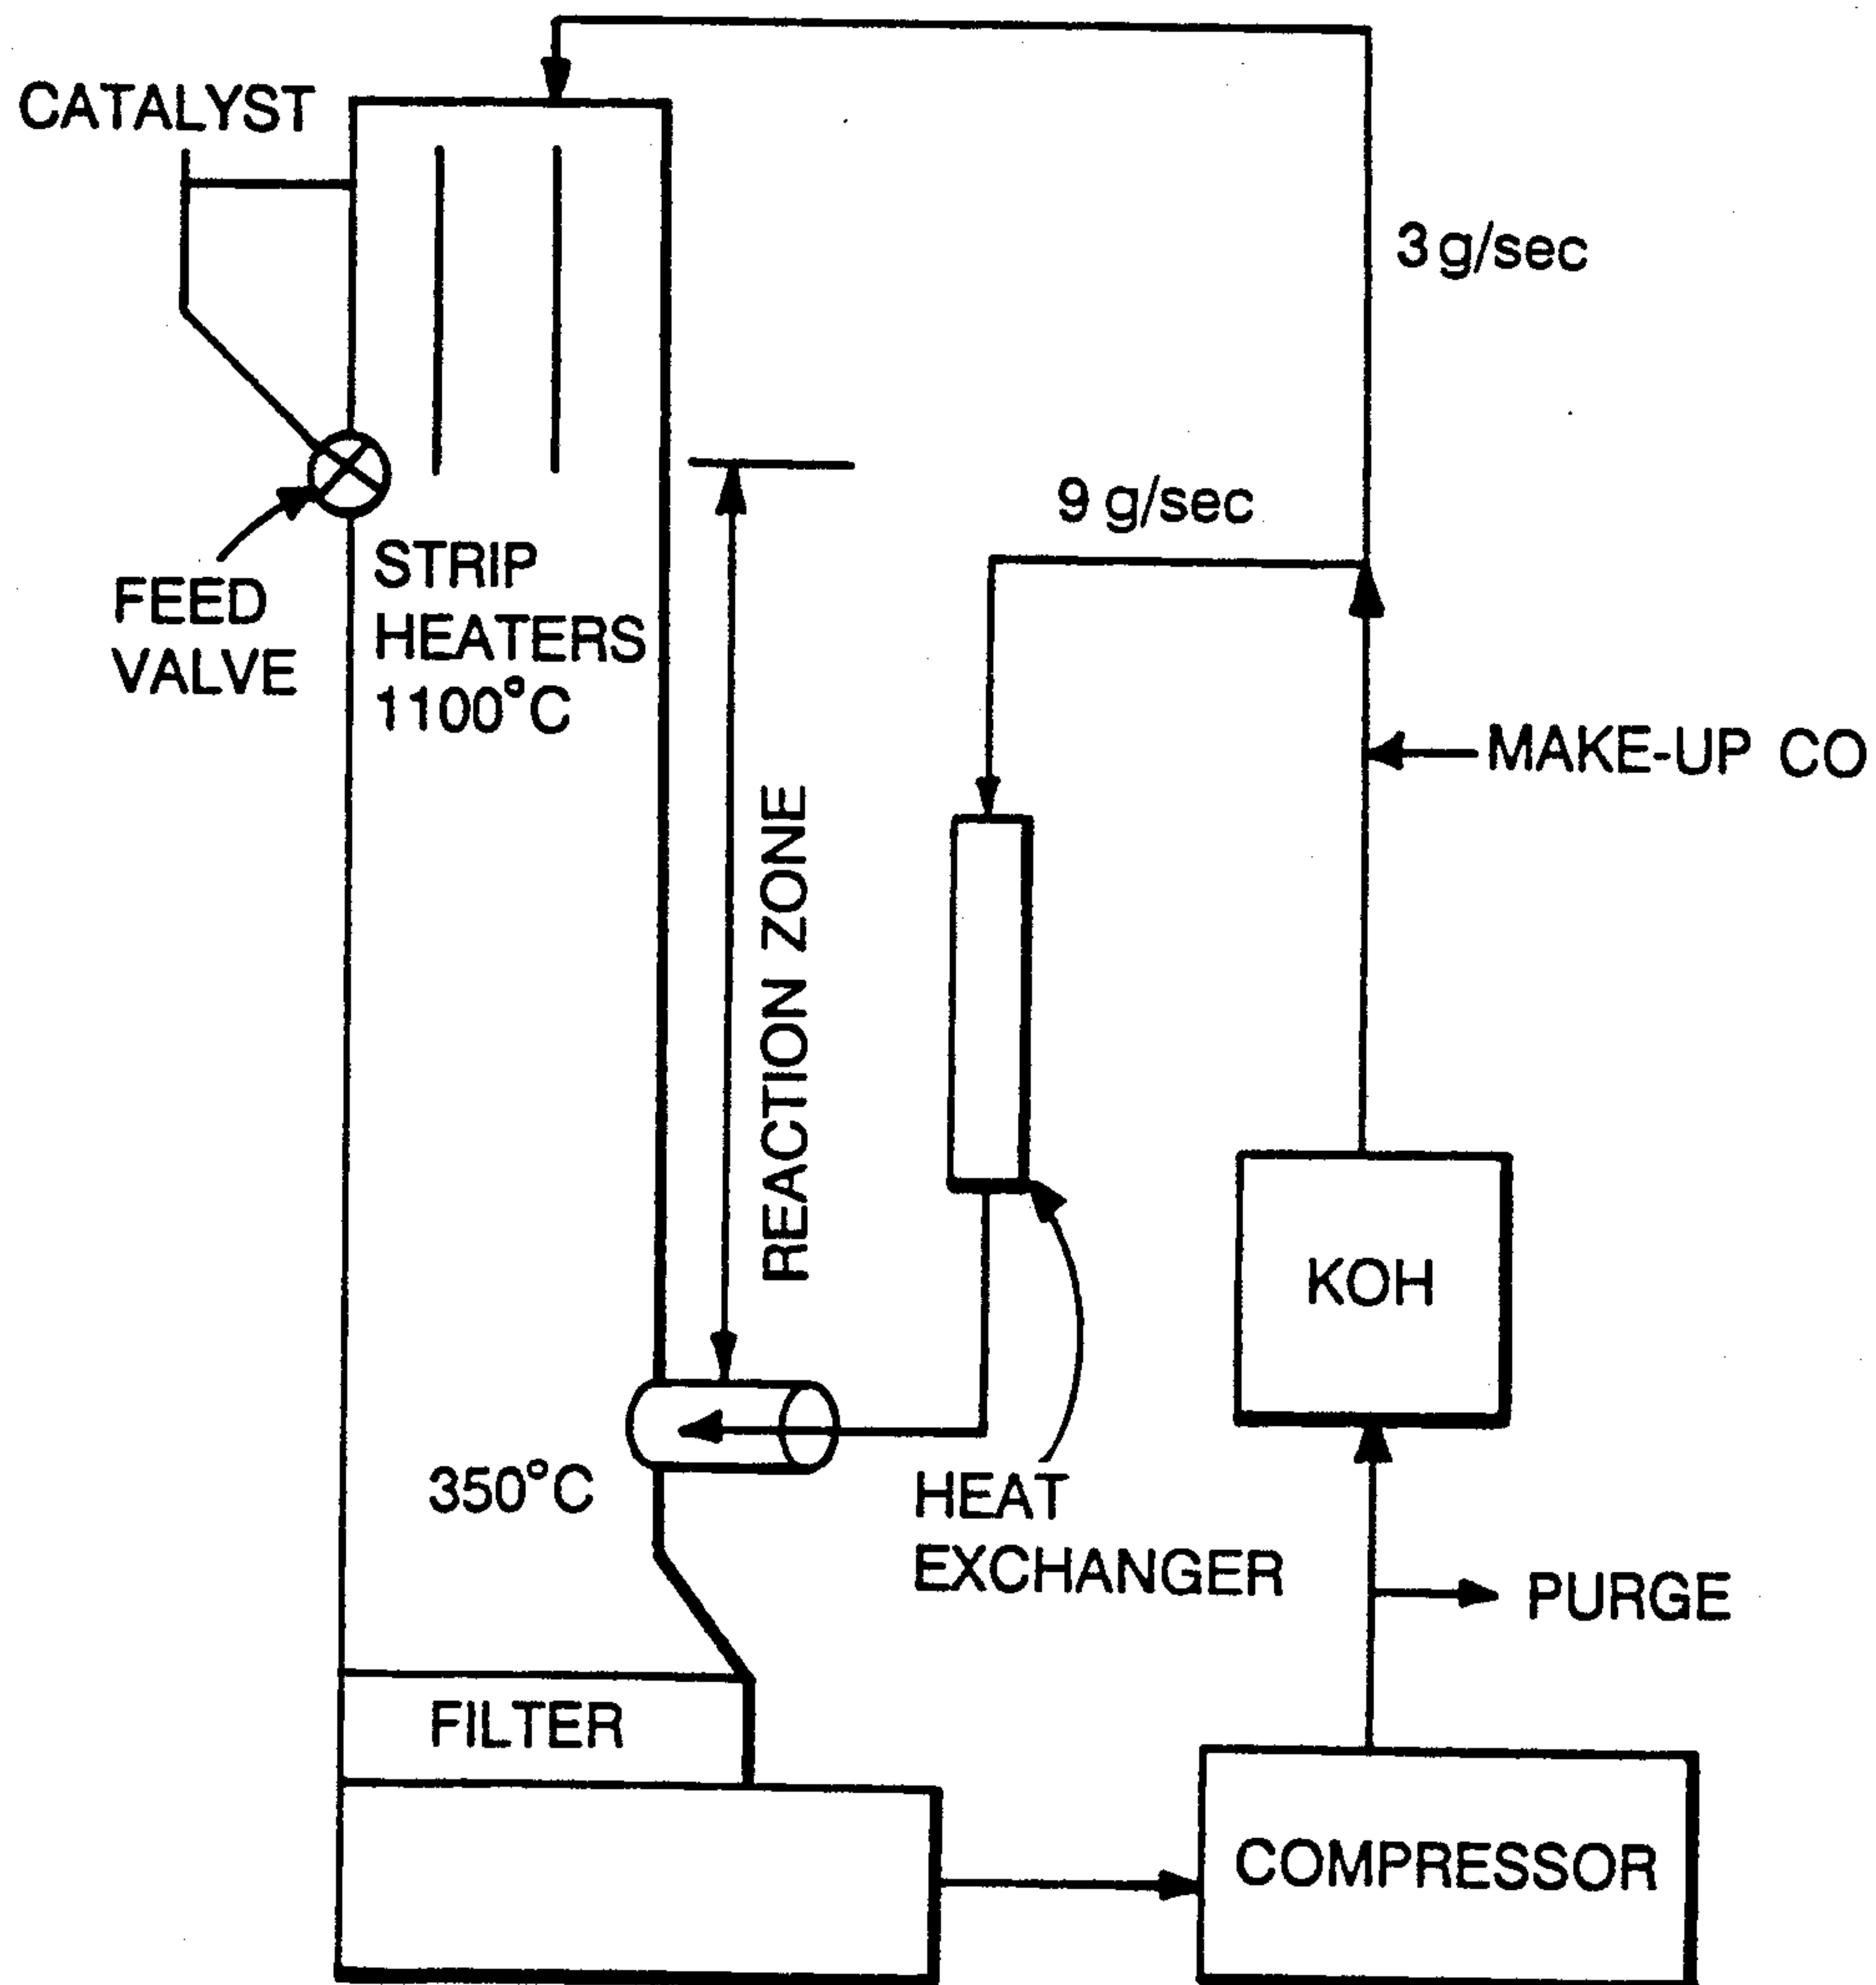 CATALYST
3 g/sec
9 g/sec
FEED
VALVE
STRIP
HEATERS
1100°C
MAKE-UP CO
REACTION ZONE
KOH
350°C
HEAT
EXCHANGER
PURGE
FILTER
COMPRESSOR